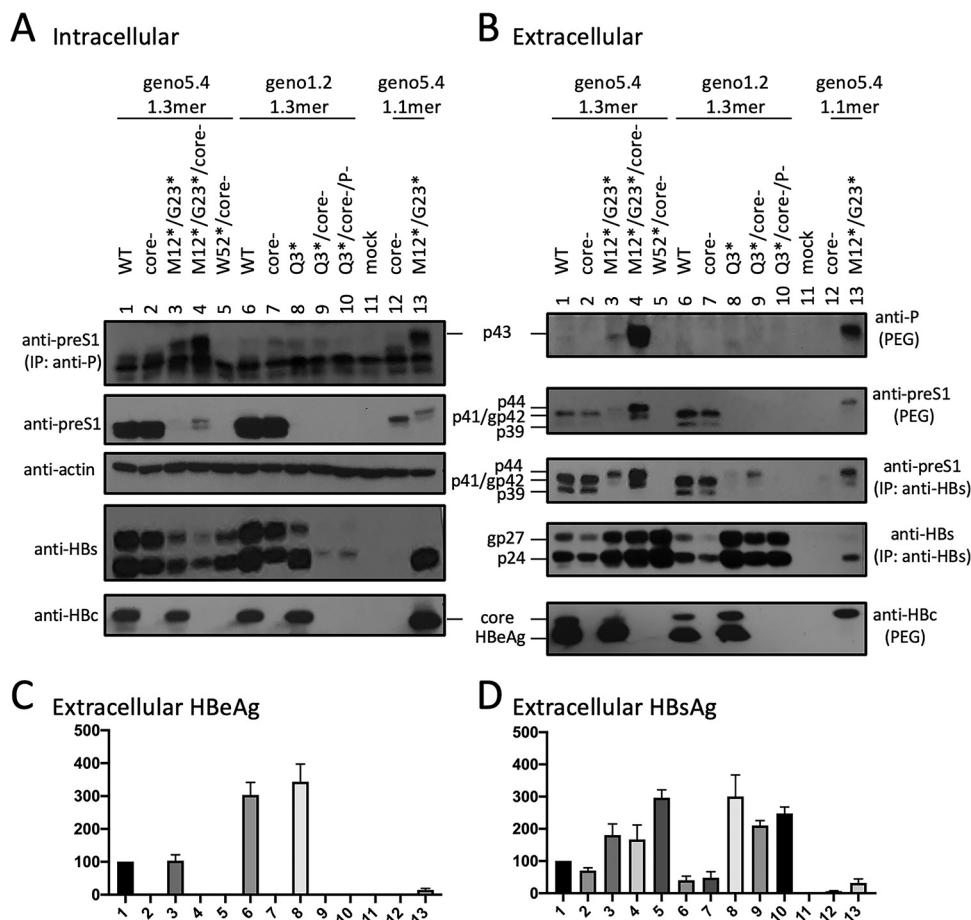 A Intracellular
geno5.4 geno1.2 geno5.4
1.3mer 1.3mer 1.1mer
WT
core-
M12*/G23*
M12*/G23*/core-
W52*/core-
WT
core-
Q3*
Q3*/core-
Q3*/core-/P-
mock
core-
M12*/G23*
1 2 3 4 5 6 7 8 9 10 11 12 13
anti-preS1
(IP: anti-P)
anti-preS1
anti-actin
anti-HBs
anti-HBc
B Extracellular
geno5.4 geno1.2 geno5.4
1.3mer 1.3mer 1.1mer
WT
core-
M12*/G23*
M12*/G23*/core-
W52*/core-
WT
core-
Q3*
Q3*/core-
Q3*/core-/P-
mock
core-
M12*/G23*
1 2 3 4 5 6 7 8 9 10 11 12 13
p43
anti-P
(PEG)
p44
p41/gp42
p39
anti-preS1
(PEG)
p44
p41/gp42
p39
anti-preS1
(IP: anti-HBs)
gp27
p24
anti-HBs
(IP: anti-HBs)
core
HBeAg
anti-HBc
(PEG)
C Extracellular HBeAg
500
400
300
200
100
0
1 2 3 4 5 6 7 8 9 10 11 12 13
D Extracellular HBsAg
500
400
300
200
100
0
1 2 3 4 5 6 7 8 9 10 11 12 13